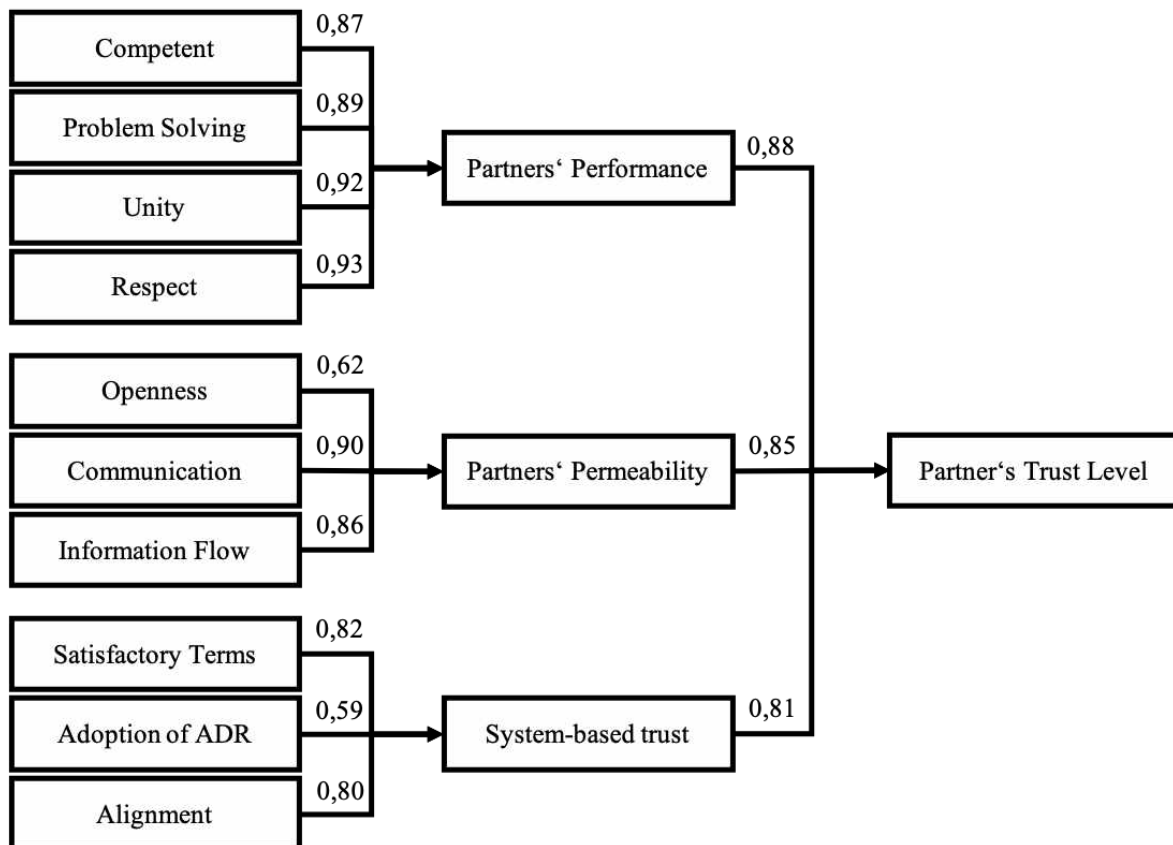 Competent
0,87
Problem Solving
0,89
Unity
0,92
Respect
0,93
Partners‘ Performance
0,88
Openness
0,62
Communication
0,90
Information Flow
0,86
Partners‘ Permeability
0,85
Satisfactory Terms
0,82
Adoption of ADR
0,59
Alignment
0,80
System-based trust
0,81
Partner‘s Trust Level